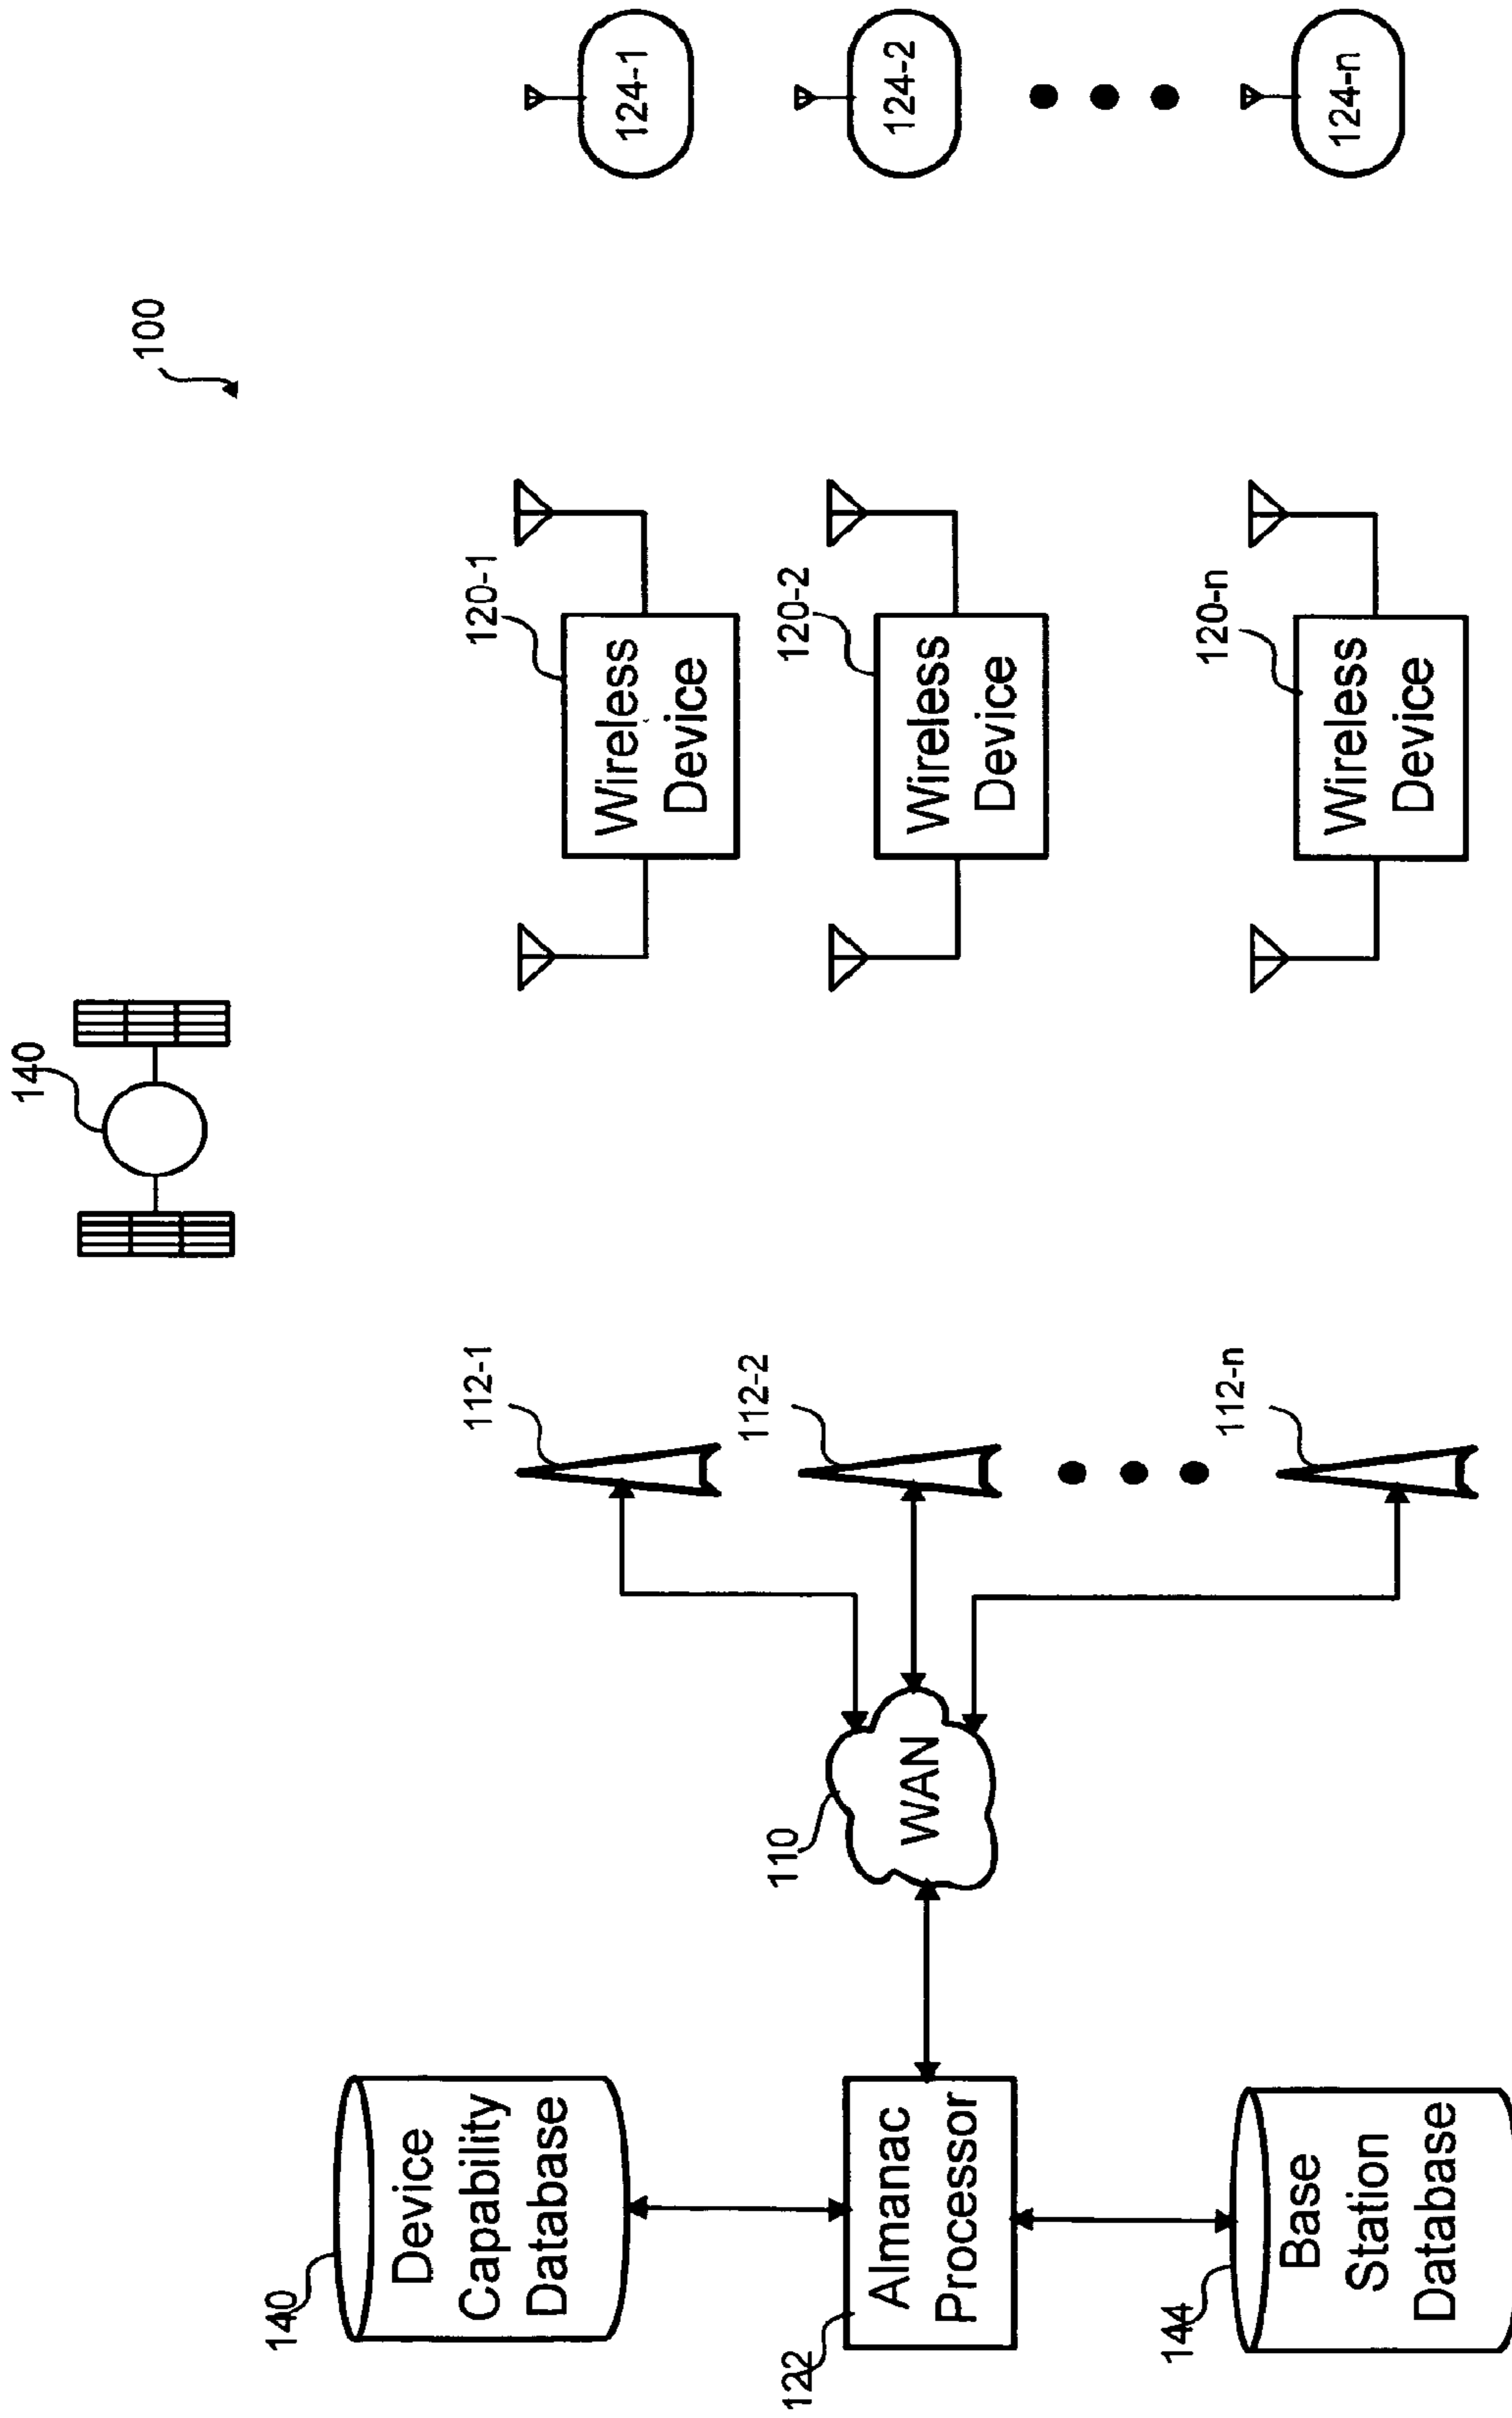 140
100
140
Device
Capability
Database
122
Almanac
Processor
144
Base
Station
Database
110
WAN
112-1
112-2
112-n
120-1
Wireless
Device
120-2
Wireless
Device
120-n
Wireless
Device
124-1
124-2
124-n